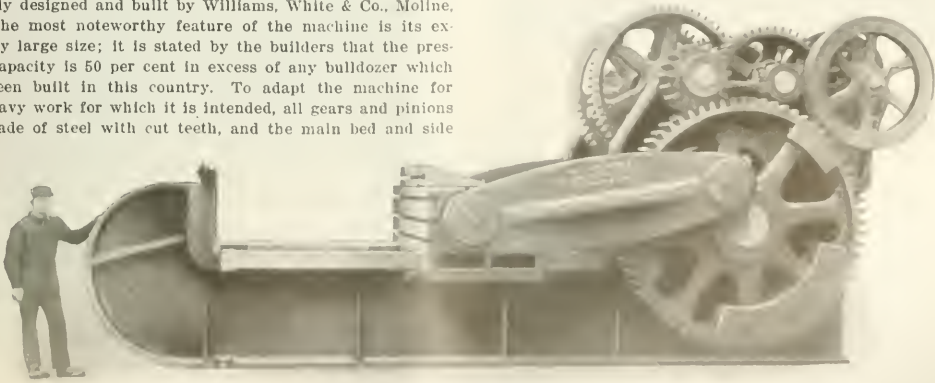 ly designed and built by Williams, White & Co., Moline,
he most noteworthy feature of the machine is its ex-
y large size; it is stated by the builders that the pres-
apacity is 50 per cent in excess of any bulldozer which
een built in this country. To adapt the machine for
avy work for which it is intended, all gears and pinions
ade of steel with cut teeth, and the main bed and side